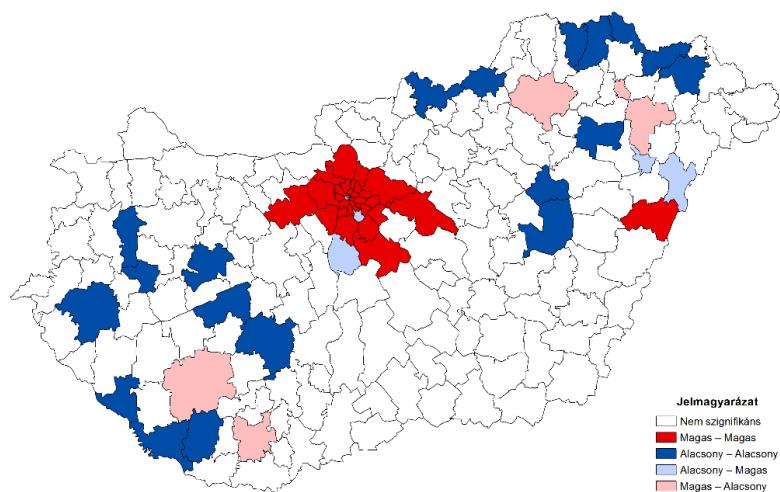 Jelmagyarázat
Nem szignifikáns
Magas – Magas
Alacsony – Alacsony
Alacsony – Magas
Magas – Alacsony